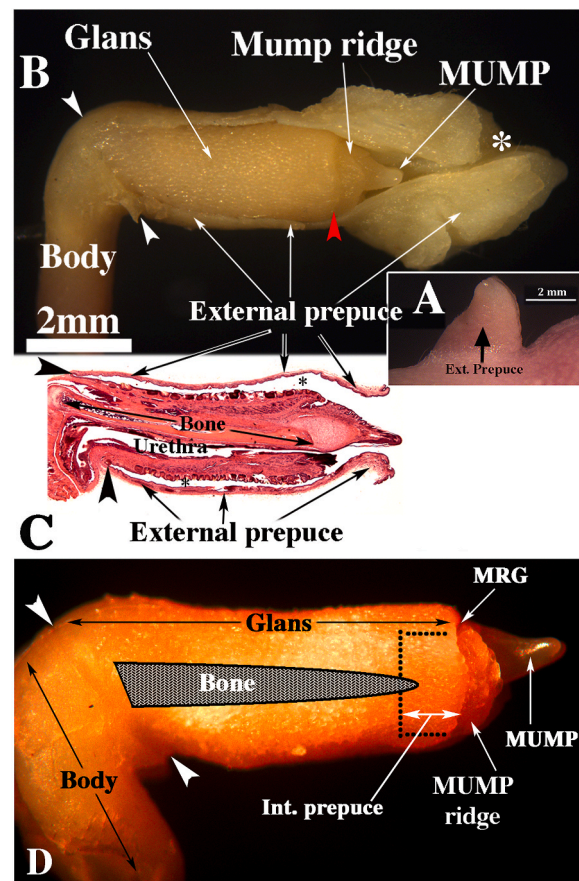 Glans
Mump ridge
MUMP
B
*
Body
2mm
External prepuce
A
2 mm
Ext. Prepuce
*
Bone
Urethra
*
External prepuce
C
MRG
Glans
Bone
MUMP
Body
Int. prepuce
MUMP
ridge
D